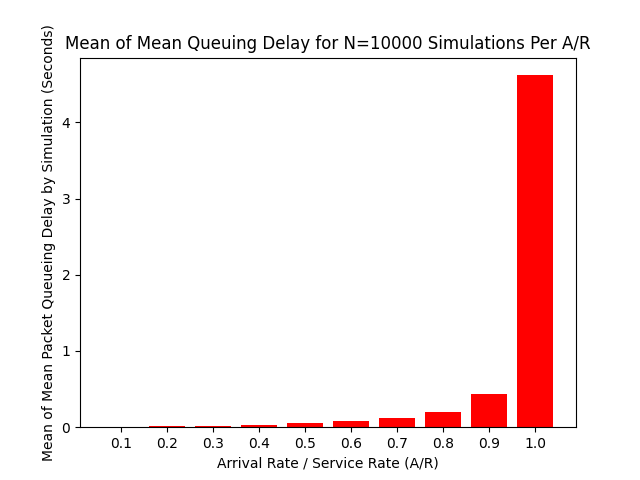 Mean of Mean Queuing Delay for N=10000 Simulations Per A/R
Mean of Mean Packet Queueing Delay by Simulation (Seconds)
4
3
2
1
0
0.1 0.2 0.3 0.4 0.5 0.6 0.7 0.8 0.9 1.0
Arrival Rate / Service Rate (A/R)